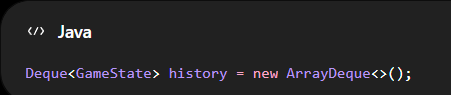 </> Java
Deque<GameState> history = new ArrayDeque<>();